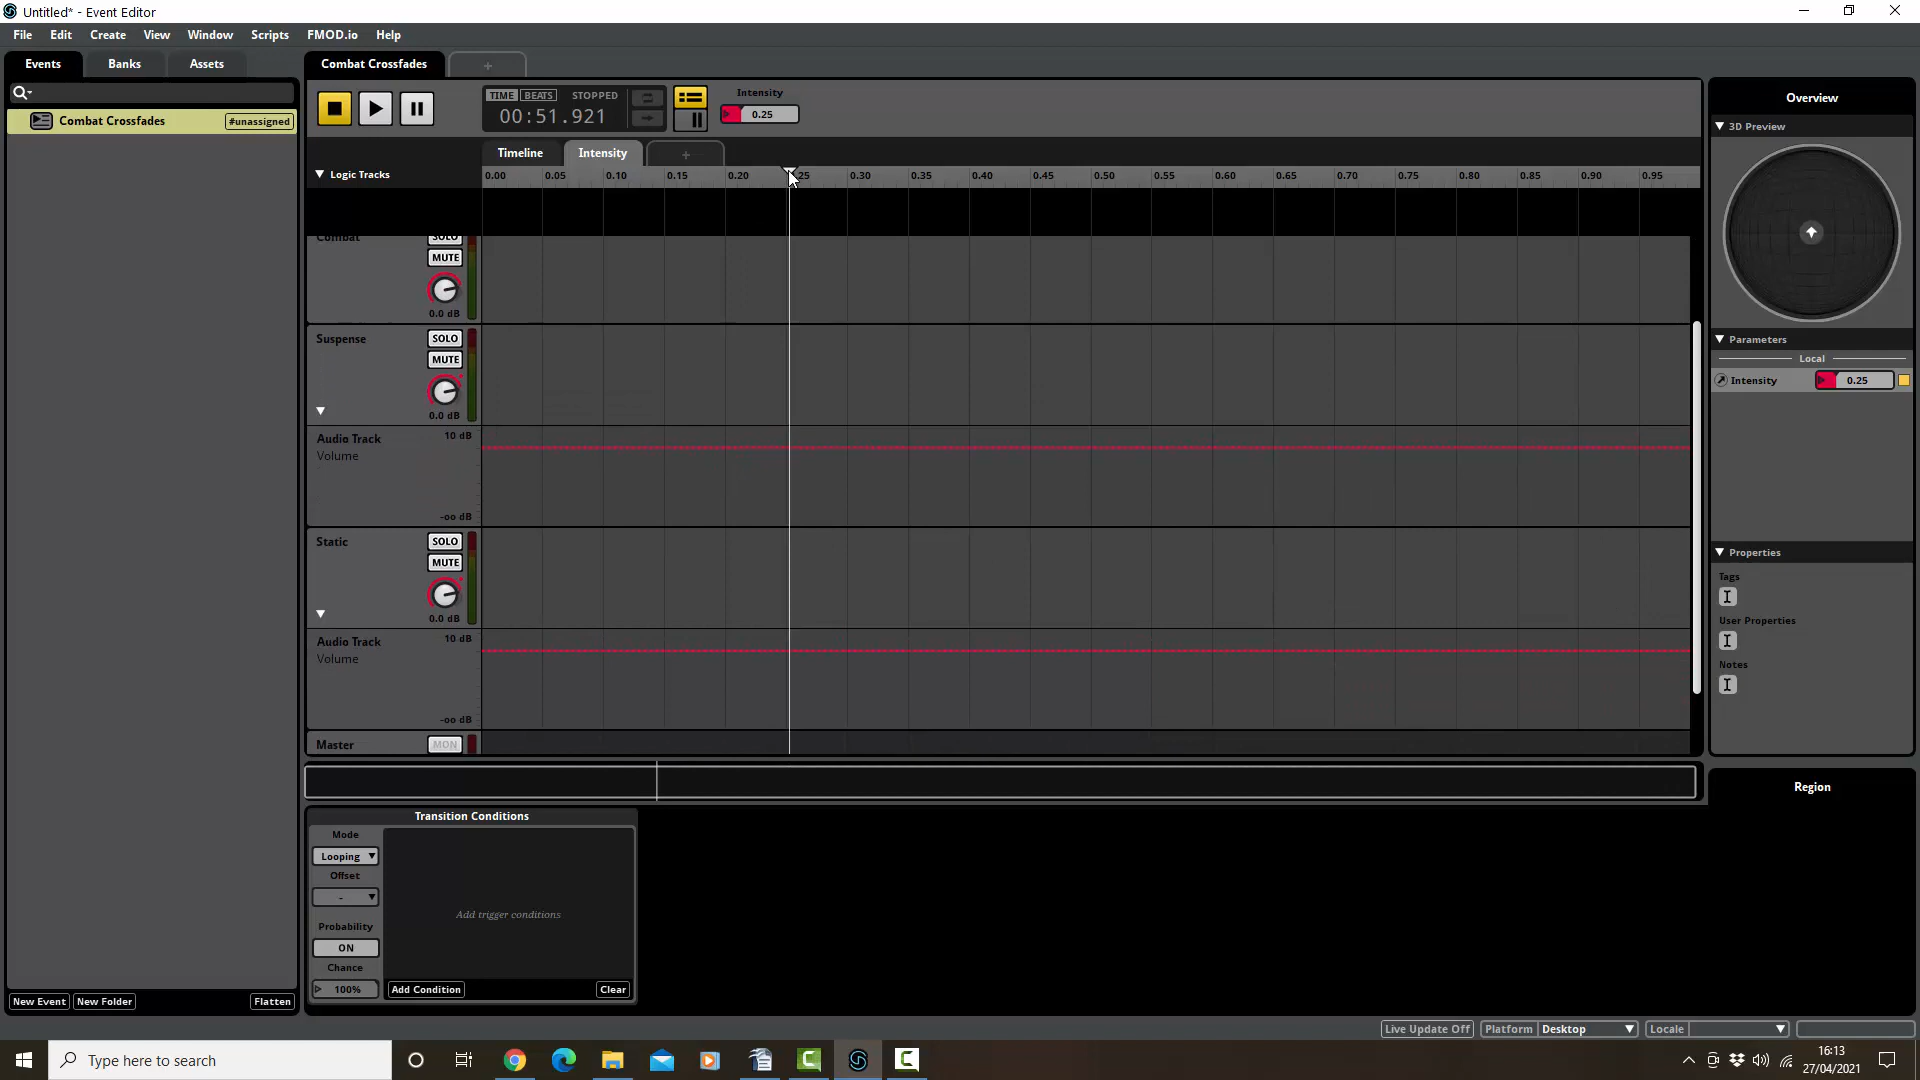 Untitled* - Event Editor
File Edit Create View Window Scripts FMOD.io Help
Events Banks Assets
Combat Crossfades +
Combat Crossfades #unassigned
TIME BEATS STOPPED
00:51.921
Intensity
0.25
Timeline Intensity +
Logic Tracks
0.00 0.05 0.10 0.15 0.20 25 0.30 0.35 0.40 0.45 0.50 0.55 0.60 0.65 0.70 0.75 0.80 0.85 0.90 0.95
Combat SOLO
MUTE
0.0 dB
Suspense SOLO
MUTE
0.0 dB
Audio Track 10 dB
Volume
-oo dB
Static SOLO
MUTE
0.0 dB
Audio Track 10 dB
Volume
-oo dB
Master MON
Overview
3D Preview
Parameters
Local
Intensity 0.25
Properties
Tags
User Properties
Notes
Region
Transition Conditions
Mode
Looping
Offset
-
Probability
ON
Chance
100%
Add trigger conditions
Add Condition Clear
New Event New Folder Flatten
Live Update Off Platform Desktop Locale
Type here to search
16:13
27/04/2021